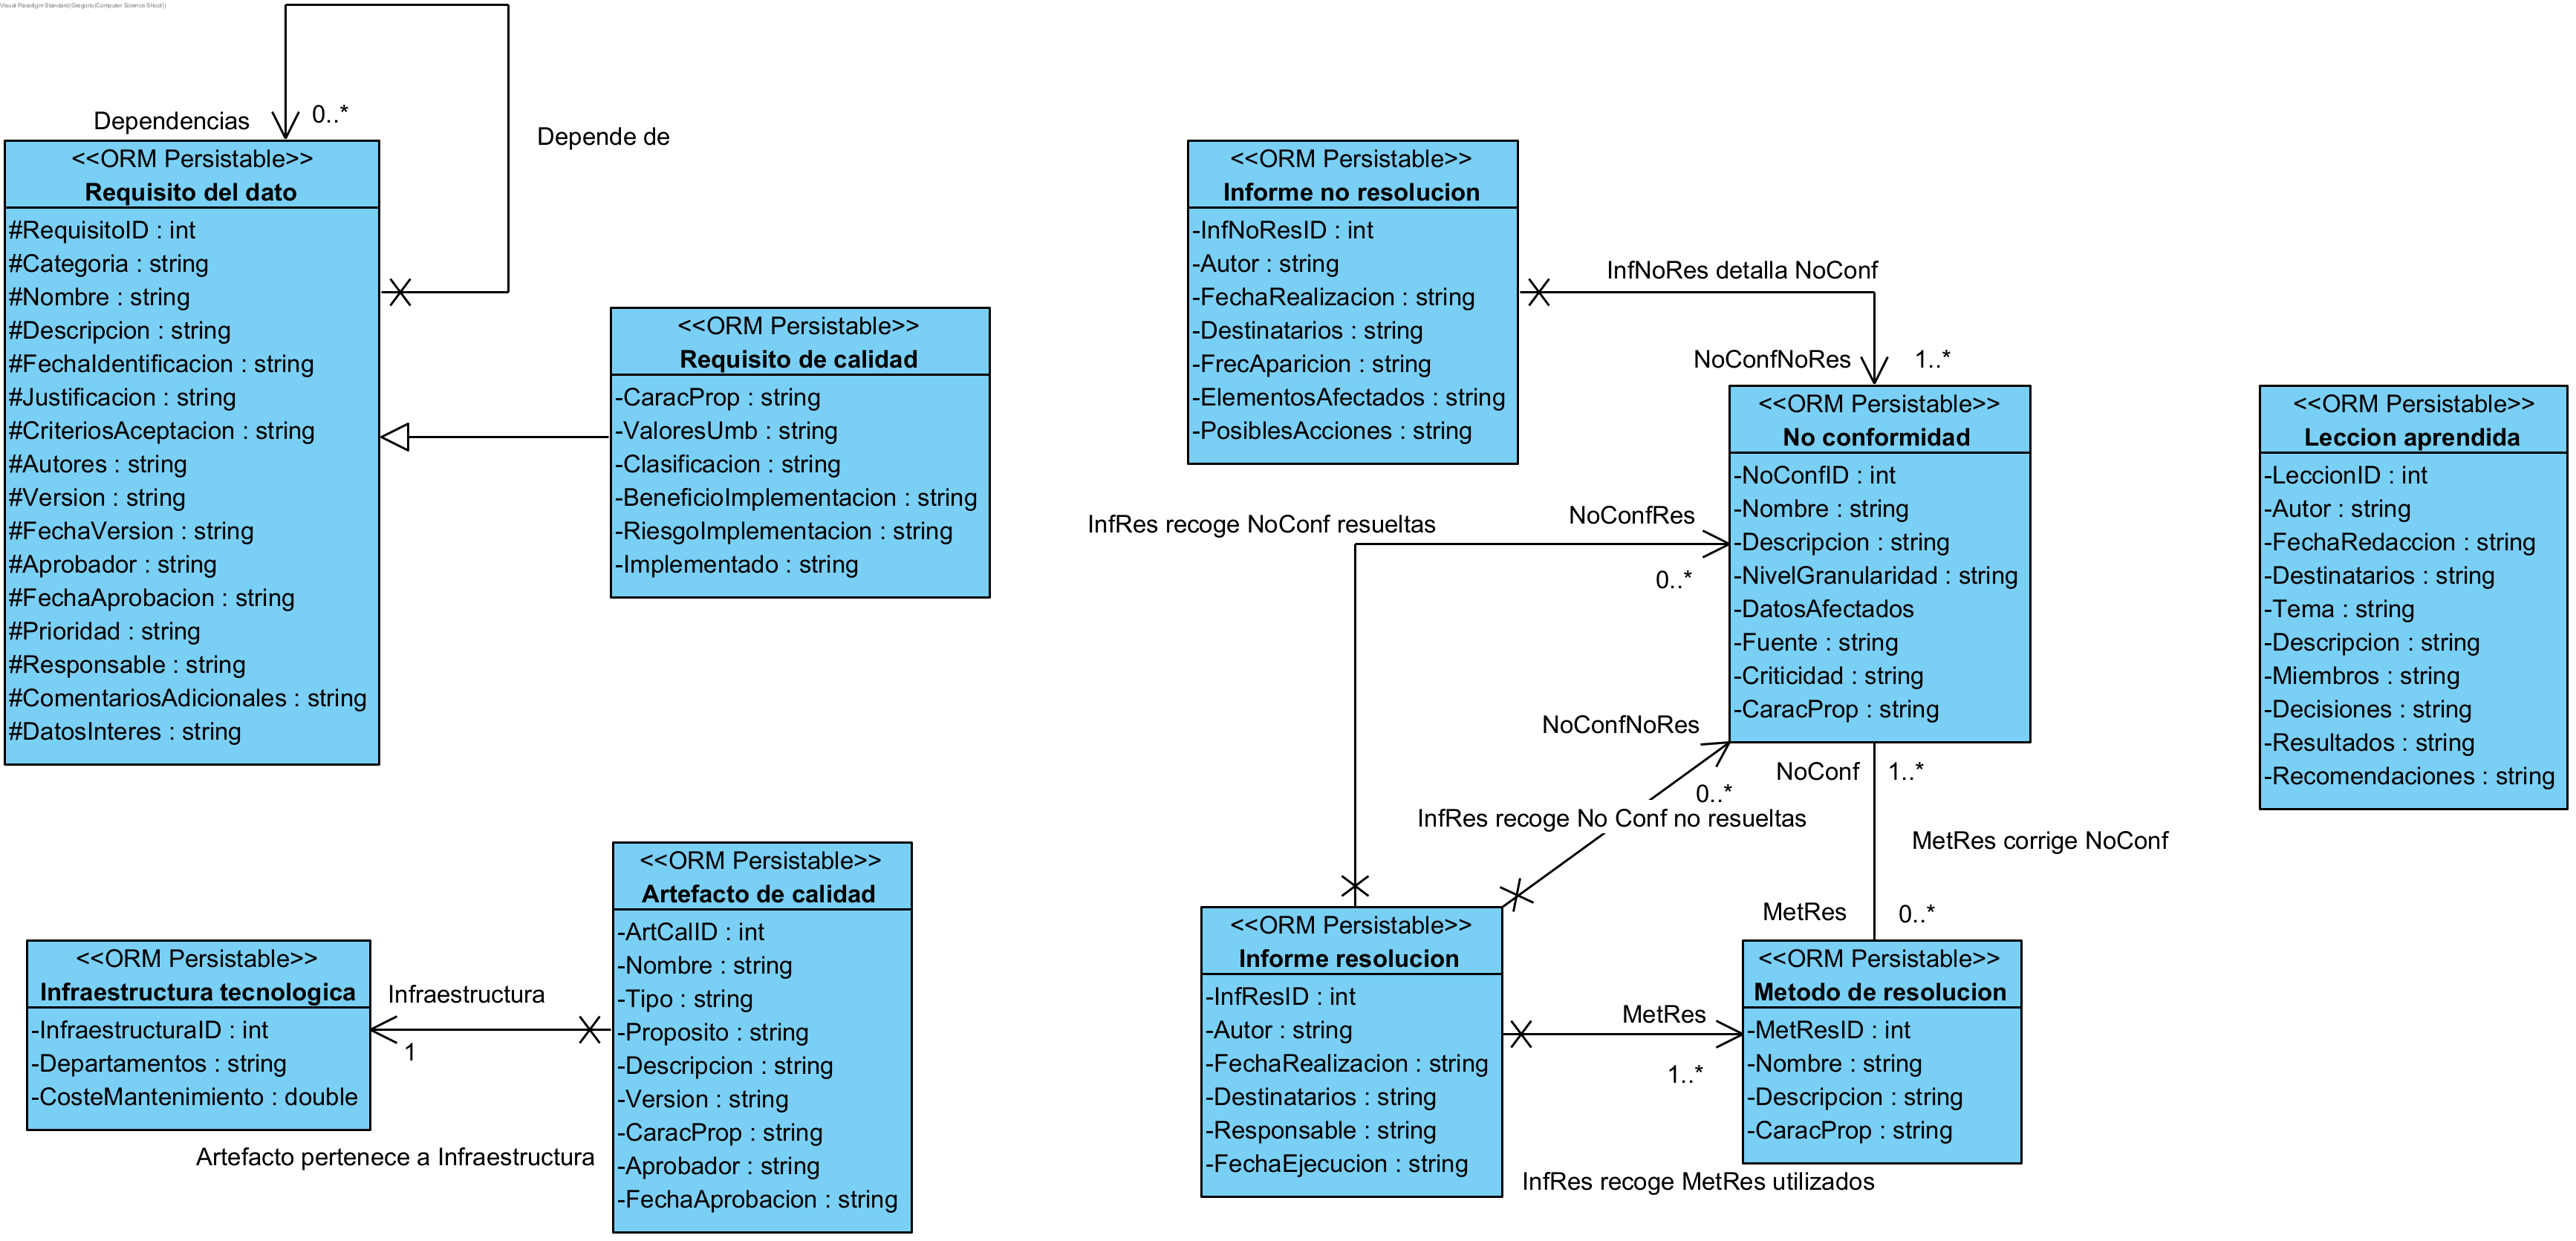 Visual Paradigm Standard(Gregorio(Computer Science Shool))
Dependencias
0..*
Depende de
<<ORM Persistable>>
Requisito del dato
#RequisitoID : int
#Categoria : string
#Nombre : string
#Descripcion : string
#FechaIdentificacion : string
#Justificacion : string
#CriteriosAceptacion : string
#Autores : string
#Version : string
#FechaVersion : string
#Aprobador : string
#FechaAprobacion : string
#Prioridad : string
#Responsable : string
#ComentariosAdicionales : string
#DatosInteres : string
<<ORM Persistable>>
Requisito de calidad
-CaracProp : string
-ValoresUmb : string
-Clasificacion : string
-BeneficioImplementacion : string
-RiesgoImplementacion : string
-Implementado : string
<<ORM Persistable>>
Infraestructura tecnologica
-InfraestructuraID : int
-Departamentos : string
-CosteMantenimiento : double
Infraestructura
1
Artefacto pertenece a Infraestructura
<<ORM Persistable>>
Artefacto de calidad
-ArtCalID : int
-Nombre : string
-Tipo : string
-Proposito : string
-Descripcion : string
-Version : string
-CaracProp : string
-Aprobador : string
-FechaAprobacion : string
<<ORM Persistable>>
Informe no resolucion
-InfNoResID : int
-Autor : string
-FechaRealizacion : string
-Destinatarios : string
-FrecAparicion : string
-ElementosAfectados : string
-PosiblesAcciones : string
InfNoRes detalla NoConf
NoConfNoRes
1..*
<<ORM Persistable>>
No conformidad
-NoConfID : int
-Nombre : string
-Descripcion : string
-NivelGranularidad : string
-DatosAfectados
-Fuente : string
-Criticidad : string
-CaracProp : string
InfRes recoge NoConf resueltas
NoConfRes
0..*
NoConfNoRes
0..*
InfRes recoge No Conf no resueltas
NoConf
1..*
MetRes corrige NoConf
MetRes
0..*
<<ORM Persistable>>
Informe resolucion
-InfResID : int
-Autor : string
-FechaRealizacion : string
-Destinatarios : string
-Responsable : string
-FechaEjecucion : string
MetRes
1..*
InfRes recoge MetRes utilizados
<<ORM Persistable>>
Metodo de resolucion
-MetResID : int
-Nombre : string
-Descripcion : string
-CaracProp : string
<<ORM Persistable>>
Leccion aprendida
-LeccionID : int
-Autor : string
-FechaRedaccion : string
-Destinatarios : string
-Tema : string
-Descripcion : string
-Miembros : string
-Decisiones : string
-Resultados : string
-Recomendaciones : string